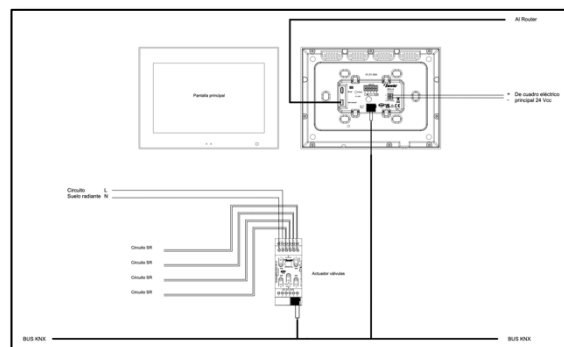 Al Router
Pantalla principal
+ De cuadro eléctrico
- principal 24 Vcc
Circuito L
Suelo radiante N
Circuito SR
Circuito SR
Circuito SR
Circuito SR
Actuador válvulas
BUS KNX
BUS KNX